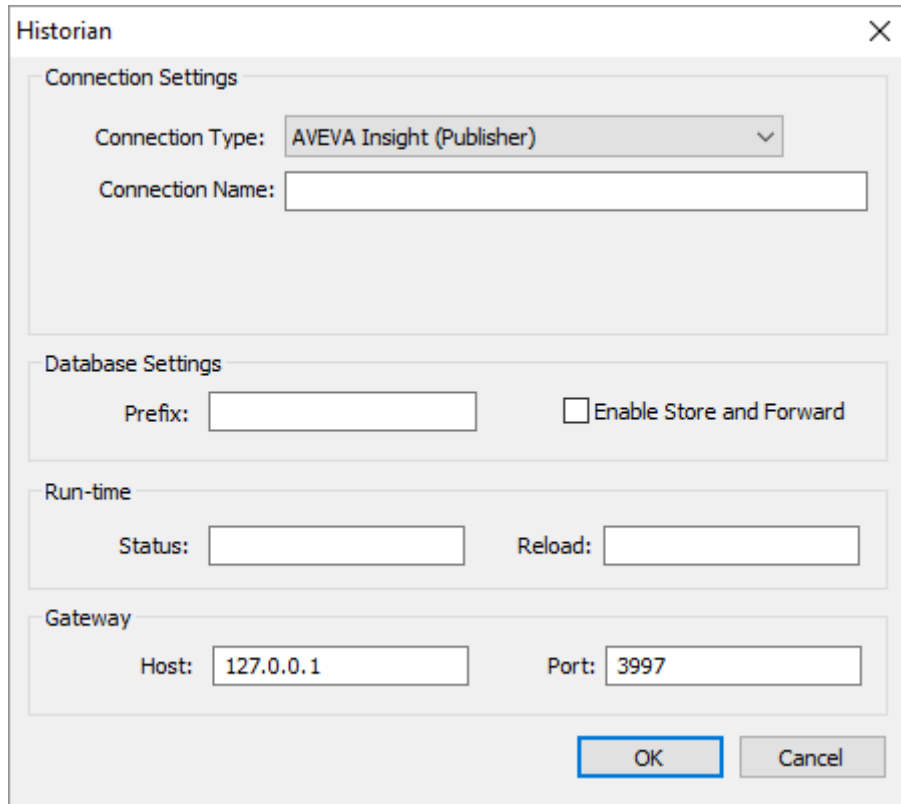 Historian
Connection Settings
Connection Type: AVEVA Insight (Publisher)
Connection Name:
Database Settings
Prefix: Enable Store and Forward
Run-time
Status: Reload:
Gateway
Host: 127.0.0.1 Port: 3997
OK Cancel